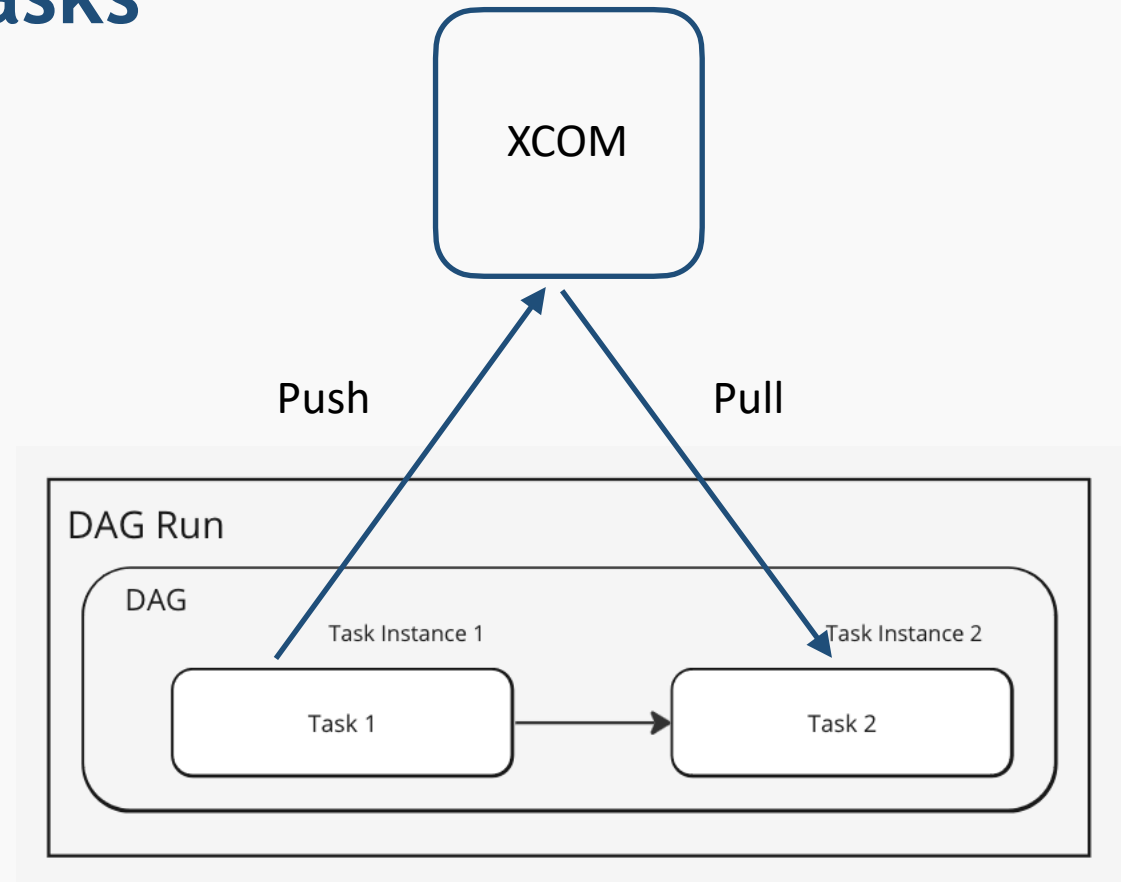 XCOM
Push
Pull
DAG Run
DAG
Task Instance 1
Task Instance 2
Task 1
Task 2